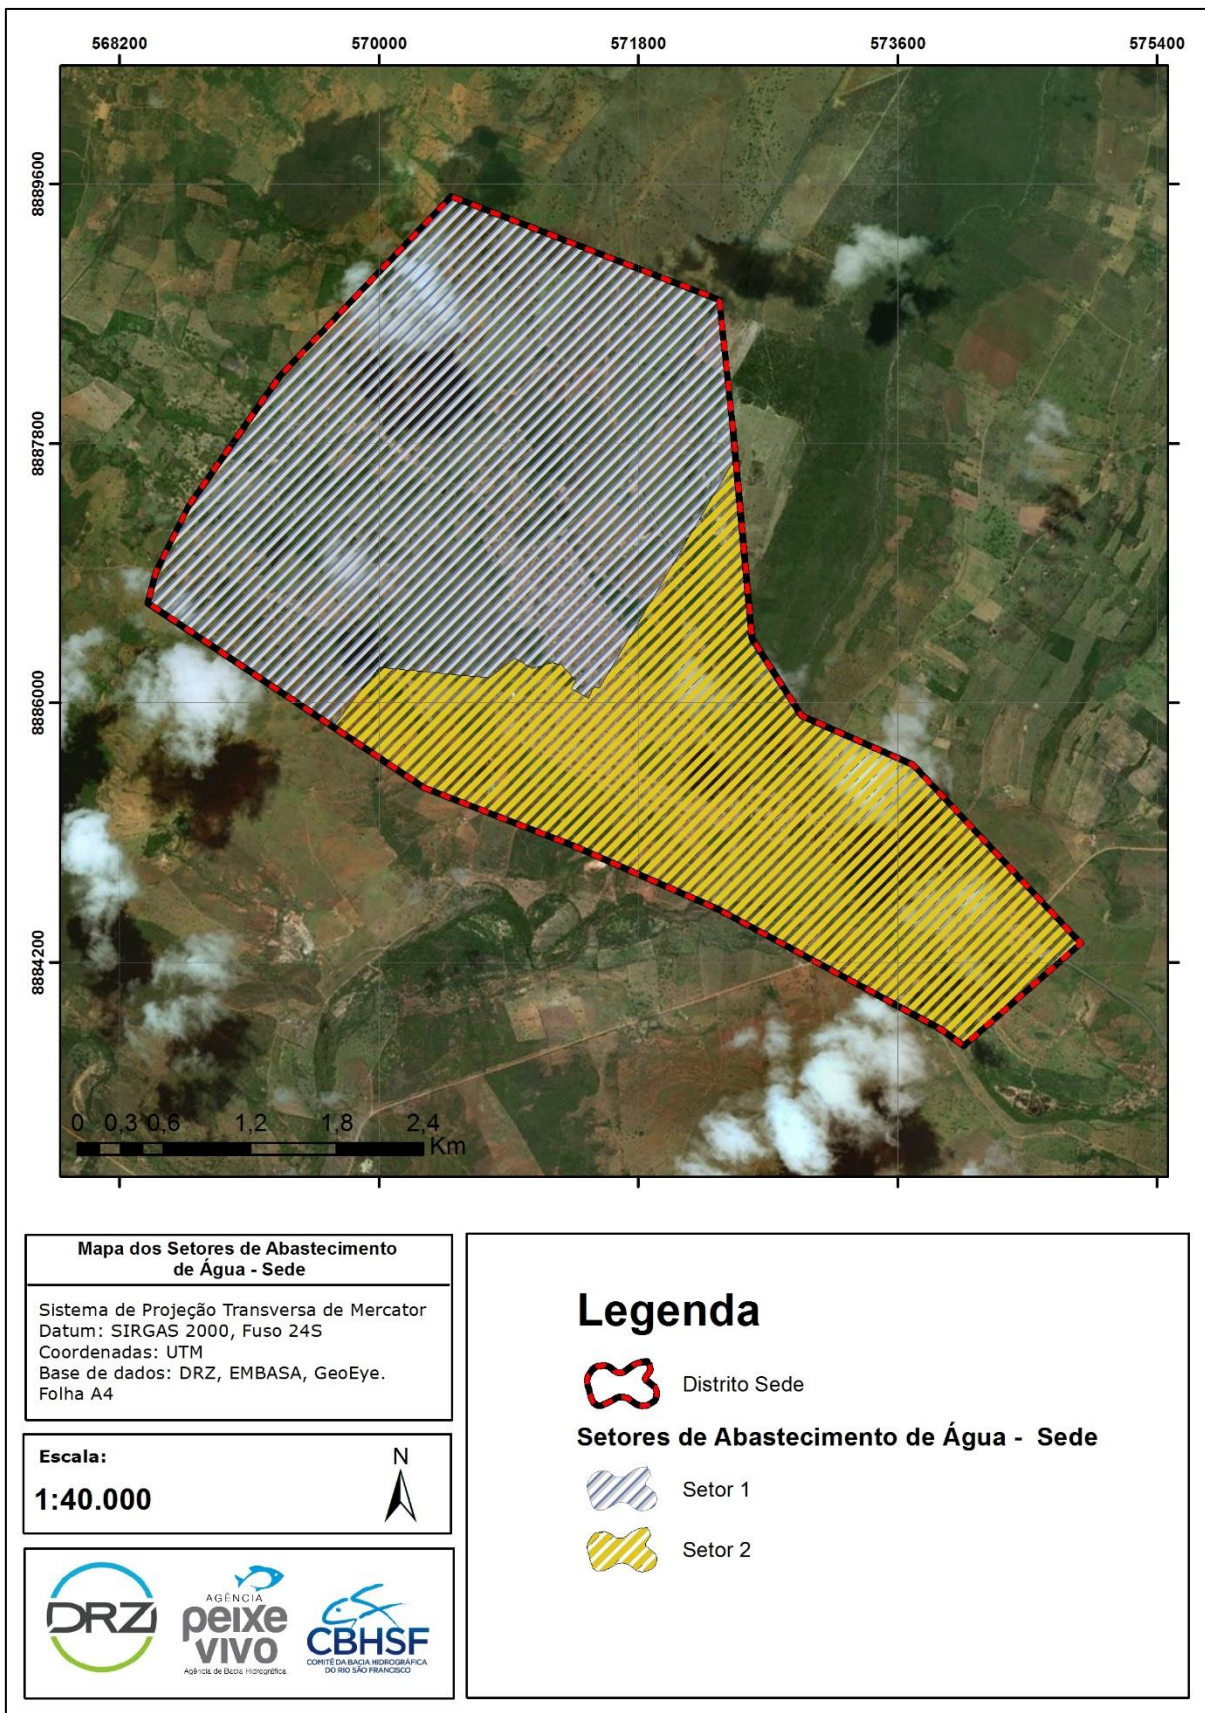 568200 570000 571800 573600 575400
8889600
8887800
8886000
8884200
0 0,3 0,6 1,2 1,8 2,4
Km
Mapa dos Setores de Abastecimento
de Água - Sede
Sistema de Projeção Transversa de Mercator
Datum: SIRGAS 2000, Fuso 24S
Coordenadas: UTM
Base de dados: DRZ, EMBASA, GeoEye.
Folha A4
Escala:
1:40.000
N
DRZ
AGÊNCIA
peixe
vivo
Agência de Bacia Hidrográfica
CBHSF
COMITÊ DA BACIA HIDROGRÁFICA
DO RIO SÃO FRANCISCO
Legenda
Distrito Sede
Setores de Abastecimento de Água - Sede
Setor 1
Setor 2